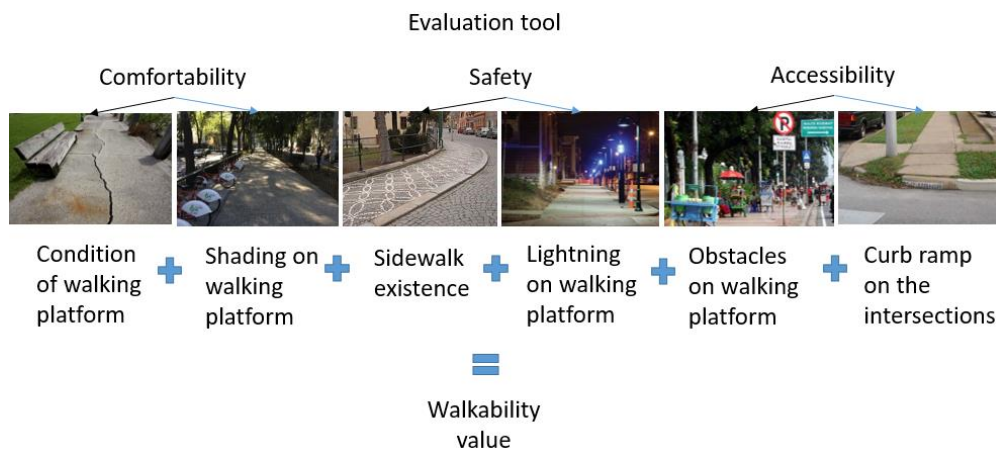 Evaluation tool
Comfortability
Safety
Accessibility
Condition
of walking
platform
Shading on
walking
platform
Sidewalk
existence
Lightning
on walking
platform
Obstacles
on walking
platform
Curb ramp
on the
intersections
Walkability
value